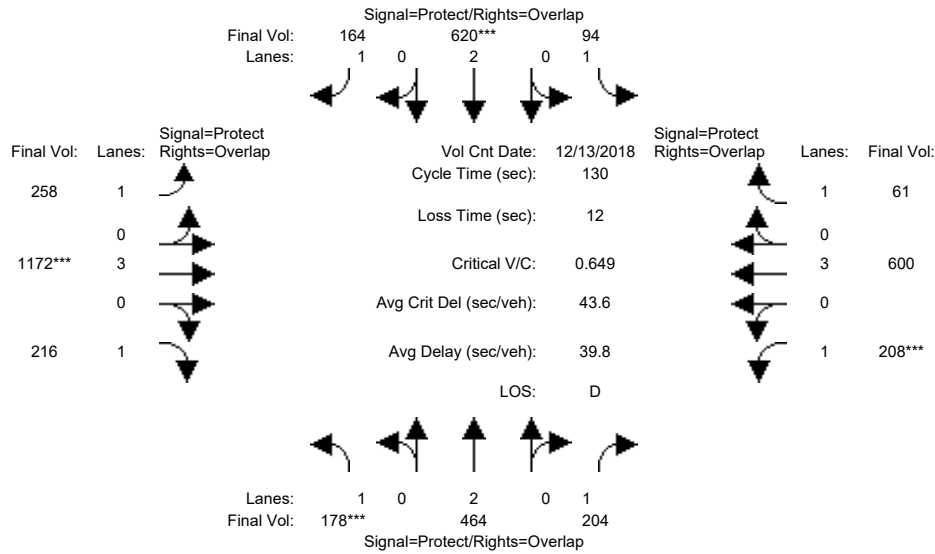 Signal=Protect/Rights=Overlap
Final Vol: 164 620*** 94
Lanes: 1 0 2 0 1
Signal=Protect
Final Vol: Lanes: Rights=Overlap
Vol Cnt Date: 12/13/2018
Signal=Protect
Rights=Overlap Lanes: Final Vol:
Cycle Time (sec): 130
258 1
1 61
Loss Time (sec): 12
0
0
1172*** 3
Critical V/C: 0.649
3 600
0
Avg Crit Del (sec/veh): 43.6
0
216 1
Avg Delay (sec/veh): 39.8
1 208***
LOS: D
Lanes: 1 0 2 0 1
Final Vol: 178*** 464 204
Signal=Protect/Rights=Overlap